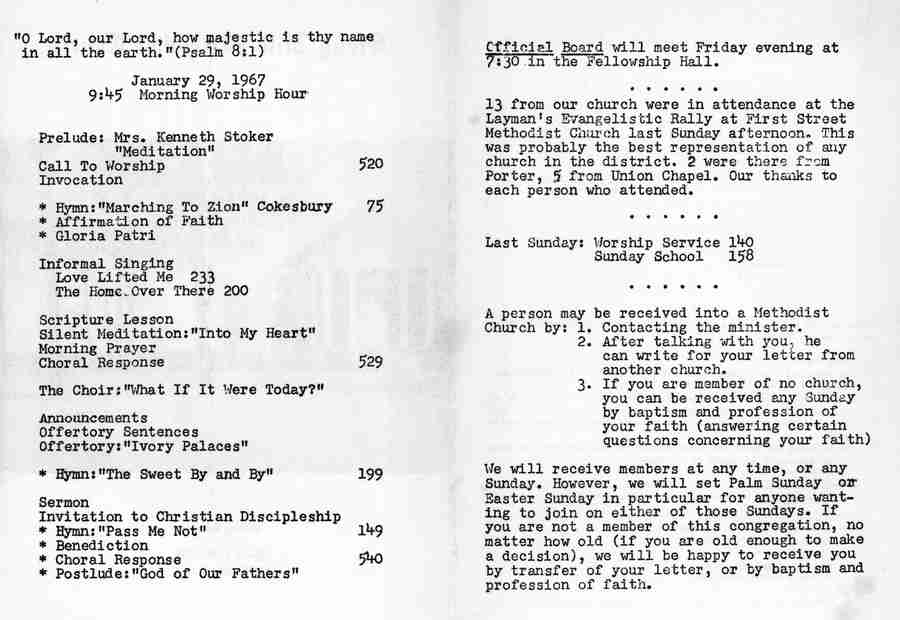 "O Lord, our Lord, how majestic is thy name
in all the earth."(Psalm 8:1)
January 29, 1967
9:45 Morning Worship Hour
Prelude: Mrs. Kenneth Stoker
"Meditation"
Call To Worship 520
Invocation
* Hymn:"Marching To Zion" Cokesbury 75
* Affirmation of Faith
* Gloria Patri
Informal Singing
Love Lifted Me 233
The Home Over There 200
Scripture Lesson
Silent Meditation:"Into My Heart"
Morning Prayer
Choral Response 529
The Choir:"What If It Were Today?"
Announcements
Offertory Sentences
Offertory:"Ivory Palaces"
* Hymn:"The Sweet By and By" 199
Sermon
Invitation to Christian Discipleship
* Hymn:"Pass Me Not" 149
* Benediction
* Choral Response 540
* Postlude:"God of Our Fathers"
Official Board will meet Friday evening at
7:30 in the Fellowship Hall.
. . . . . .
13 from our church were in attendance at the
Layman's Evangelistic Rally at First Street
Methodist Church last Sunday afternoon. This
was probably the best representation of any
church in the district. 2 were there from
Porter, 5 from Union Chapel. Our thanks to
each person who attended.
. . . . . .
Last Sunday: Worship Service 140
Sunday School 158
. . . . . .
A person may be received into a Methodist
Church by: 1. Contacting the minister.
2. After talking with you, he
can write for your letter from
another church.
3. If you are member of no church,
you can be received any Sunday
by baptism and profession of
your faith (answering certain
questions concerning your faith)
We will receive members at any time, or any
Sunday. However, we will set Palm Sunday or
Easter Sunday in particular for anyone want-
ing to join on either of those Sundays. If
you are not a member of this congregation, no
matter how old (if you are old enough to make
a decision), we will be happy to receive you
by transfer of your letter, or by baptism and
profession of faith.